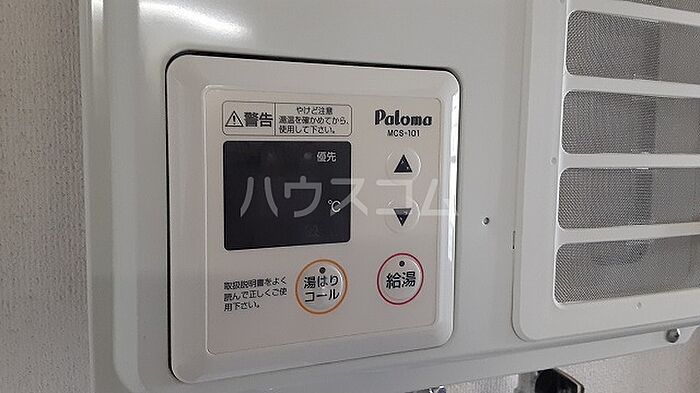 警告
やけど注意
湯温を確かめてから、
使用して下さい。
Paloma
MCS-101
優先
℃
ハウスコム
取扱説明書をよく
読んで正しくご使
用下さい。
湯はり
コール
給湯